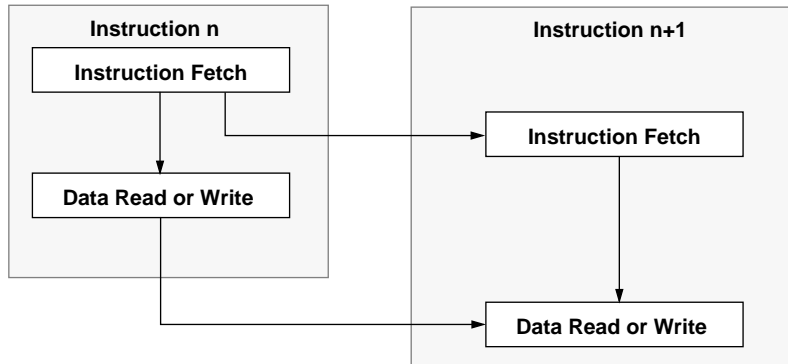 Instruction n
Instruction Fetch
Data Read or Write
Instruction n+1
Instruction Fetch
Data Read or Write